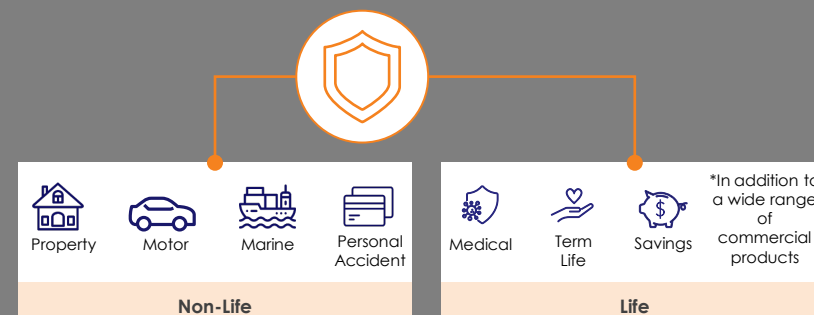 Property
Motor
Marine
Personal
Accident
Non-Life
Medical
Term
Life
Savings
$
*In addition to
a wide range
of
commercial
products
Life